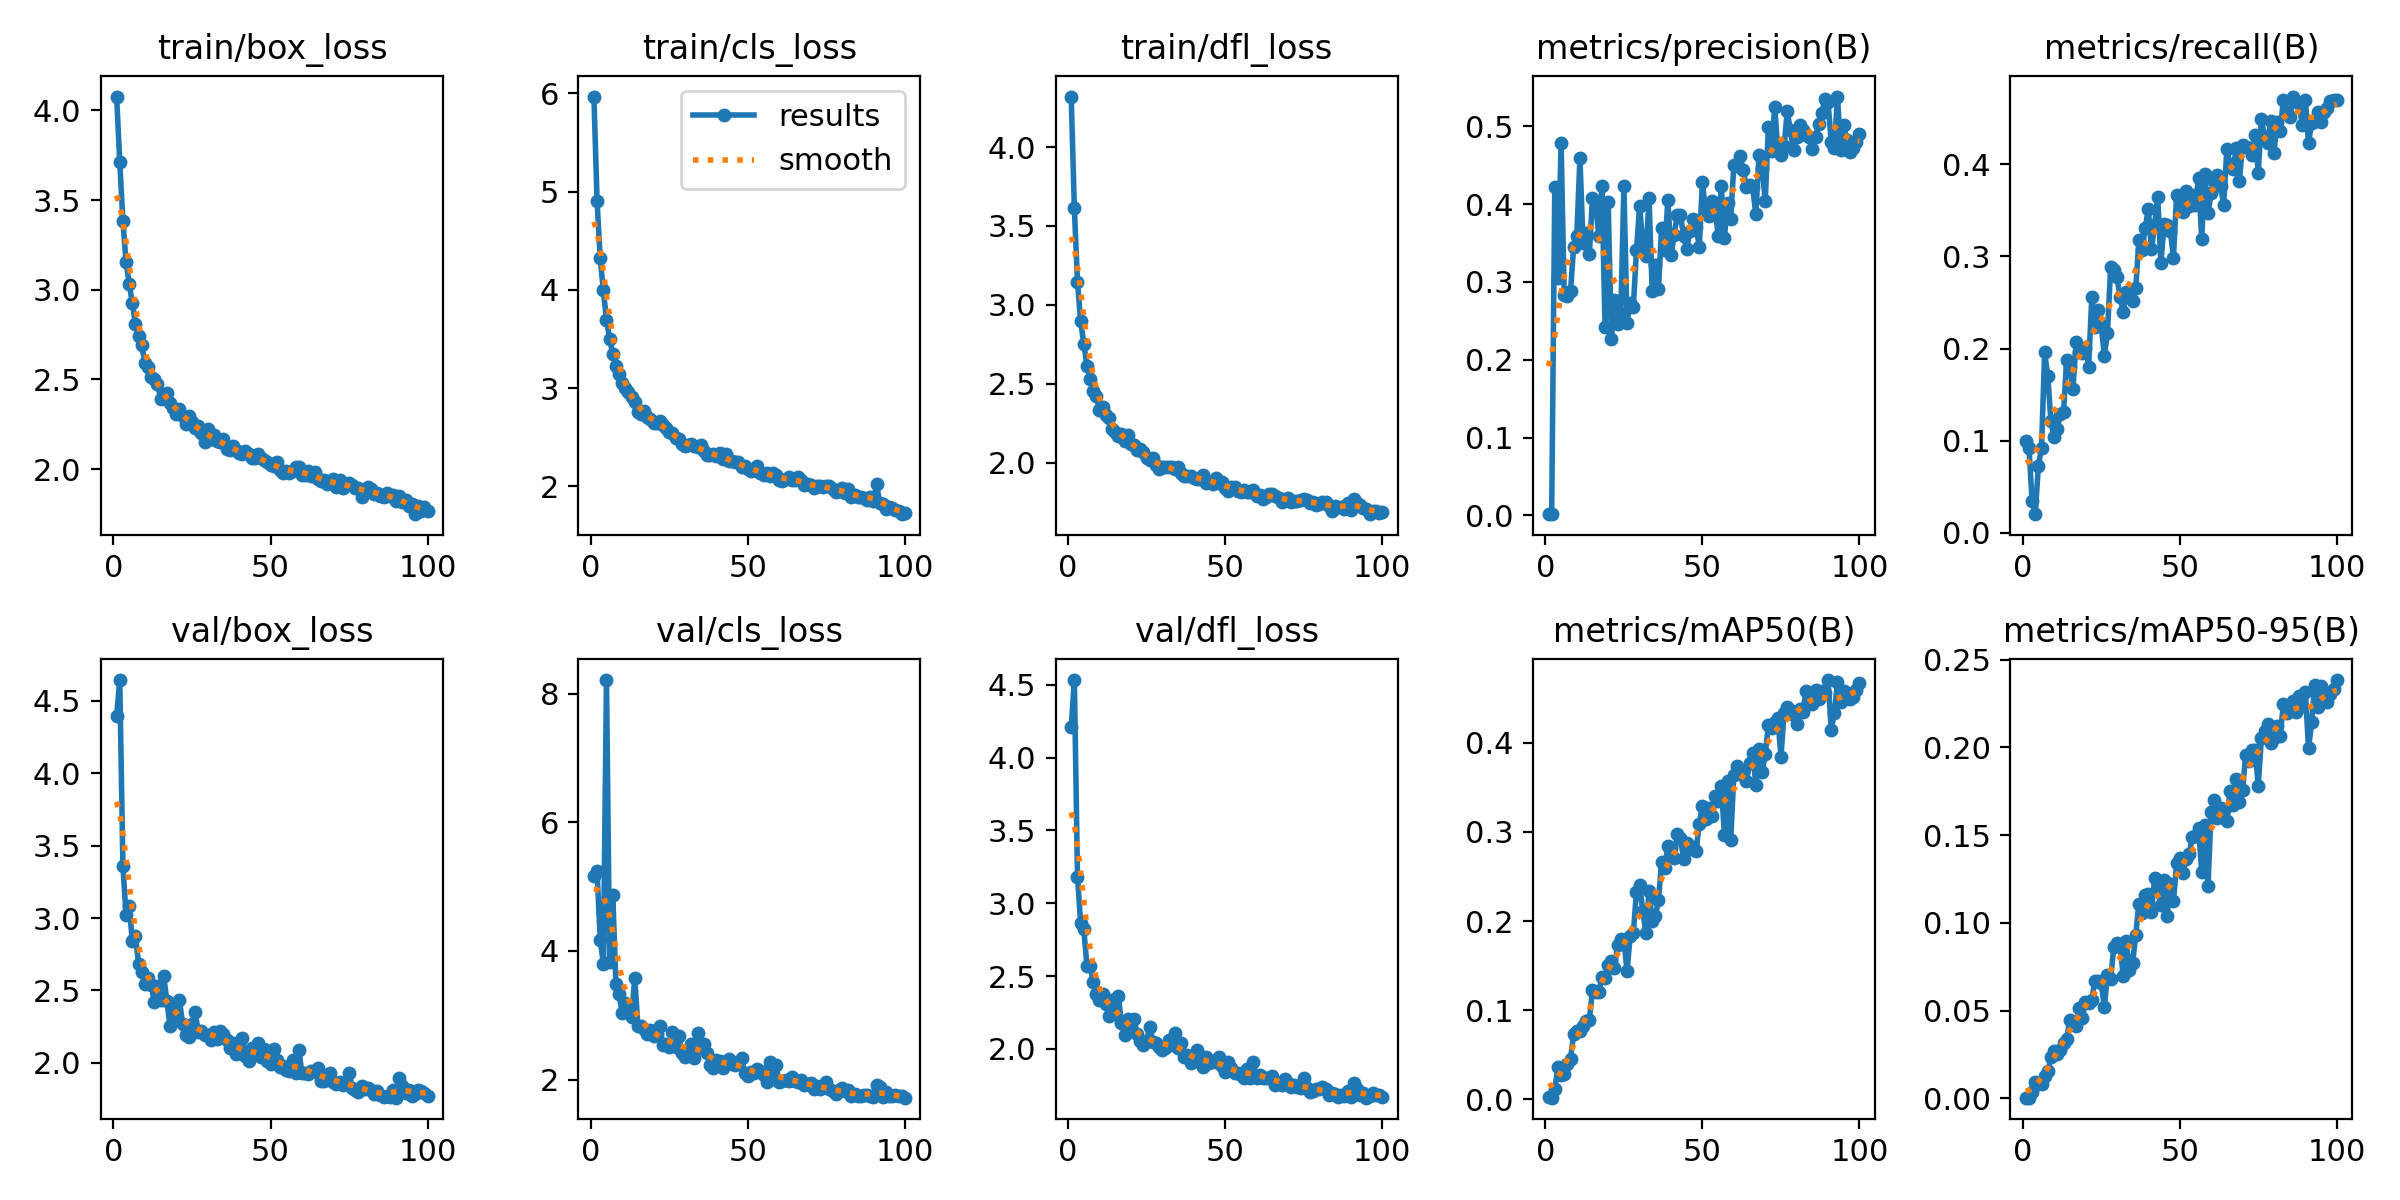 train/box_loss
4.0
3.5
3.0
2.5
2.0
0 50 100
train/cls_loss
results
smooth
6
5
4
3
2
0 50 100
train/dfl_loss
4.0
3.5
3.0
2.5
2.0
0 50 100
metrics/precision(B)
0.5
0.4
0.3
0.2
0.1
0.0
0 50 100
metrics/recall(B)
0.4
0.3
0.2
0.1
0.0
0 50 100
val/box_loss
4.5
4.0
3.5
3.0
2.5
2.0
0 50 100
val/cls_loss
8
6
4
2
0 50 100
val/dfl_loss
4.5
4.0
3.5
3.0
2.5
2.0
0 50 100
metrics/mAP50(B)
0.4
0.3
0.2
0.1
0.0
0 50 100
metrics/mAP50-95(B)
0.25
0.20
0.15
0.10
0.05
0.00
0 50 100